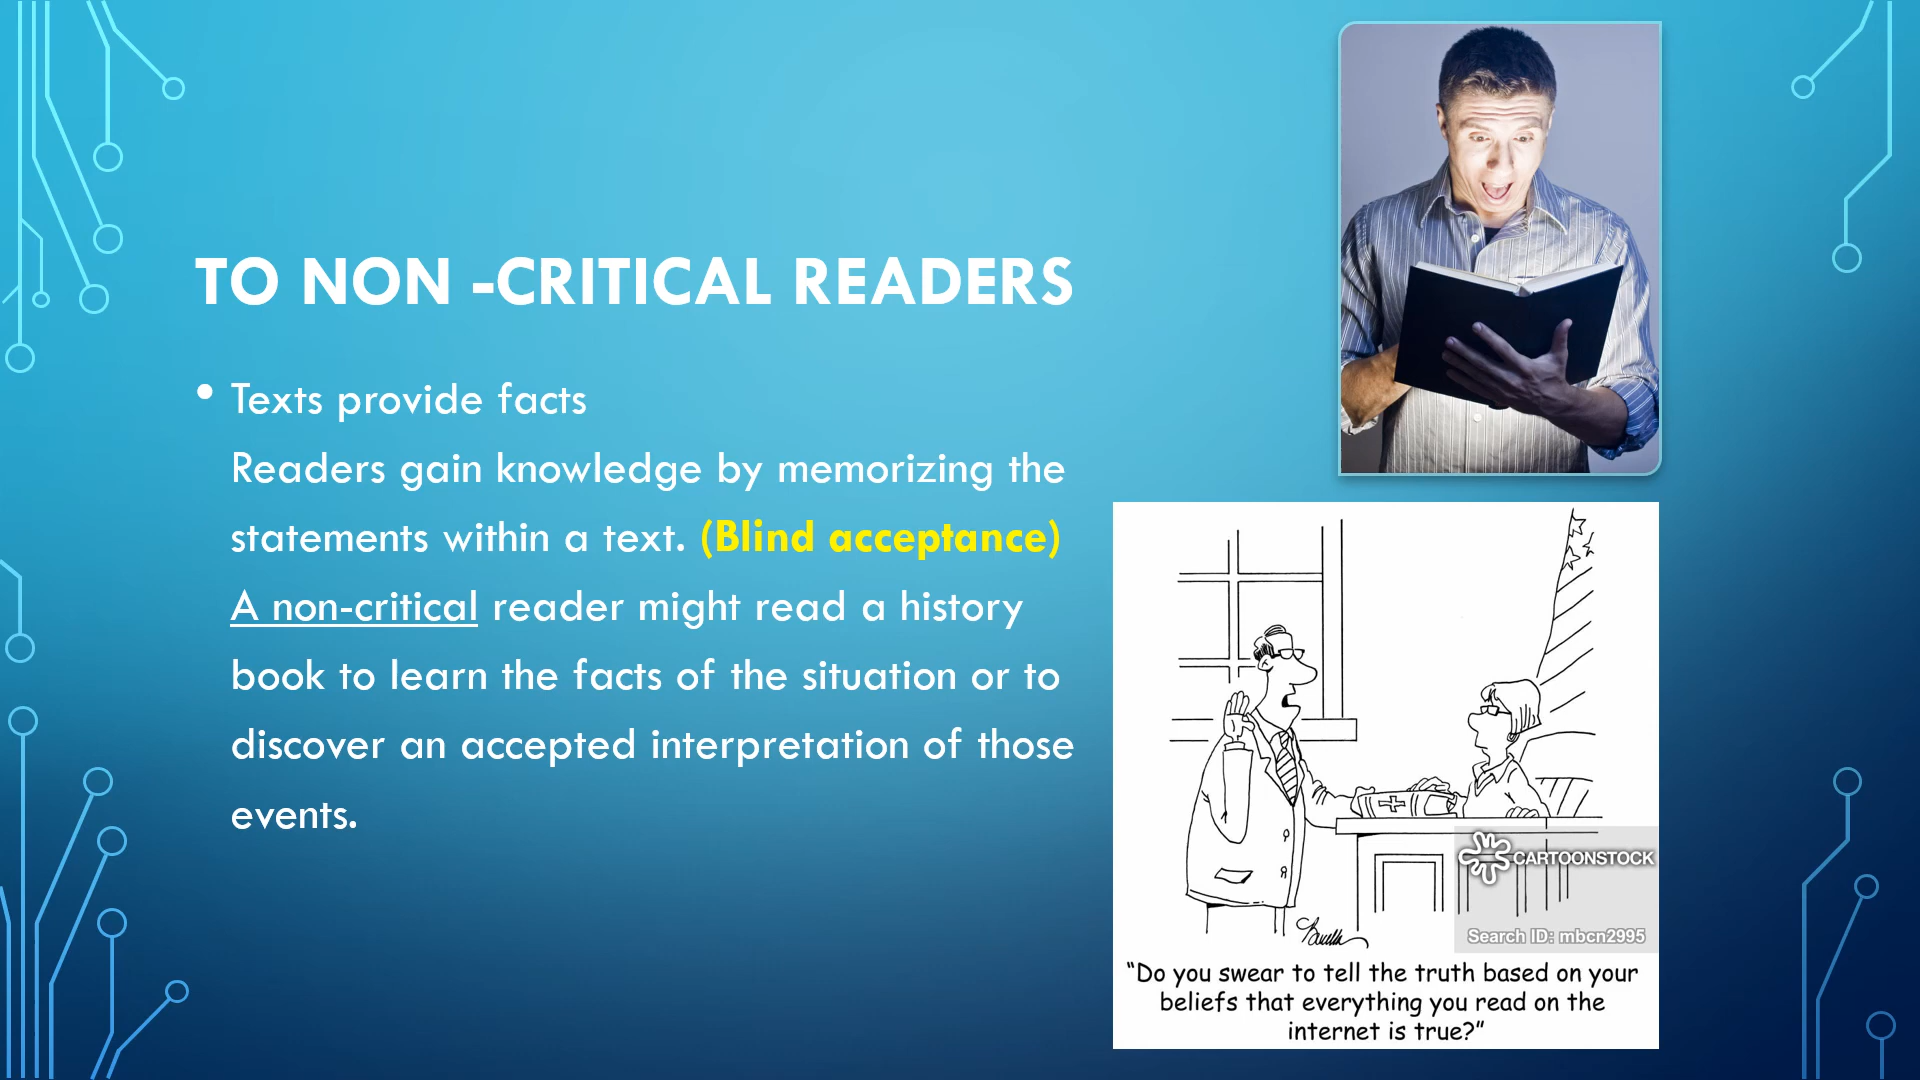 TO NON -CRITICAL READERS
• Texts provide facts
Readers gain knowledge by memorizing the
statements within a text. (Blind acceptance)
A non-critical reader might read a history
book to learn the facts of the situation or to
discover an accepted interpretation of those
events.
CARTOONSTOCK
Search ID: mbcn2995
“Do you swear to tell the truth based on your
beliefs that everything you read on the
internet is true?”